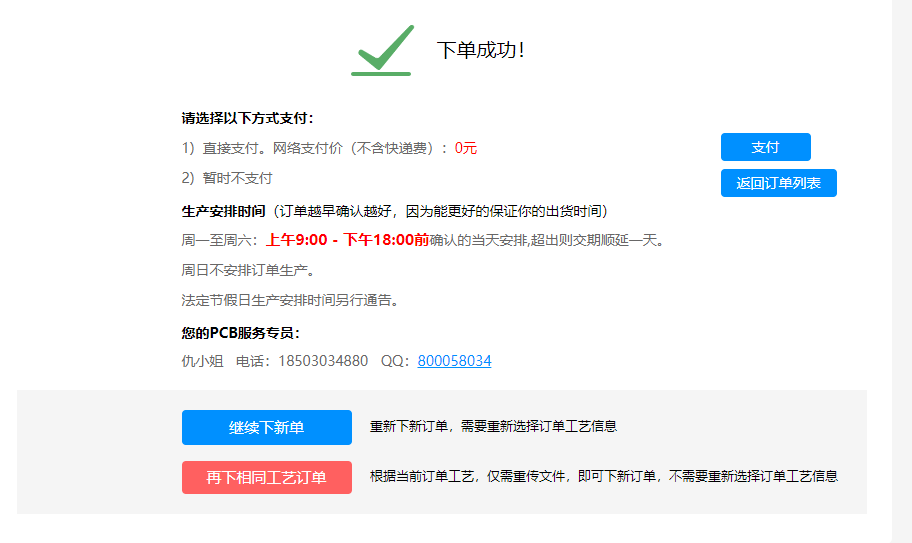 下单成功！
请选择以下方式支付：
1）直接支付。网络支付价（不含快递费）：0元
支付
2）暂时不支付
返回订单列表
生产安排时间（订单越早确认越好，因为能更好的保证你的出货时间）
周一至周六：上午9:00 - 下午18:00前确认的当天安排,超出则交期顺延一天。
周日不安排订单生产。
法定节假日生产安排时间另行通告。
您的PCB服务专员：
仇小姐 电话：18503034880 QQ：800058034
继续下新单 重新下新订单，需要重新选择订单工艺信息
再下相同工艺订单 根据当前订单工艺，仅需重传文件，即可下新订单，不需要重新选择订单工艺信息